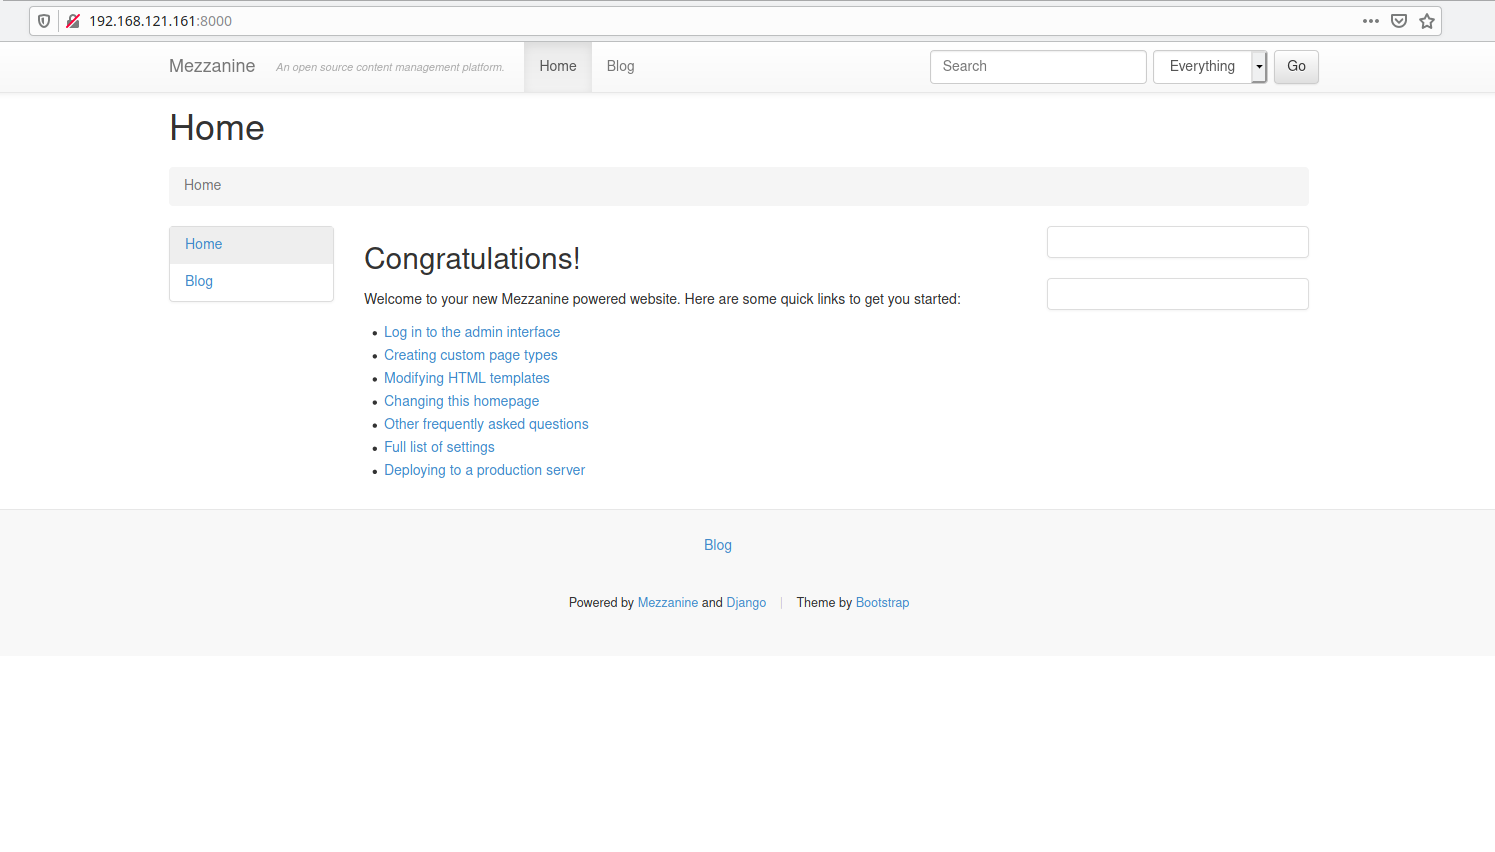 192.168.121.161:8000
Mezzanine An open source content management platform. Home Blog Search Everything Go
Home
Home
Home
Blog
Congratulations!
Welcome to your new Mezzanine powered website. Here are some quick links to get you started:
• Log in to the admin interface
• Creating custom page types
• Modifying HTML templates
• Changing this homepage
• Other frequently asked questions
• Full list of settings
• Deploying to a production server
Blog
Powered by Mezzanine and Django | Theme by Bootstrap